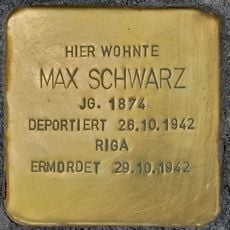 HIER WOHNTE
MAX SCHWARZ
JG. 1874
DEPORTIERT 26.10.1942
RIGA
ERMORDET 29.10.1942